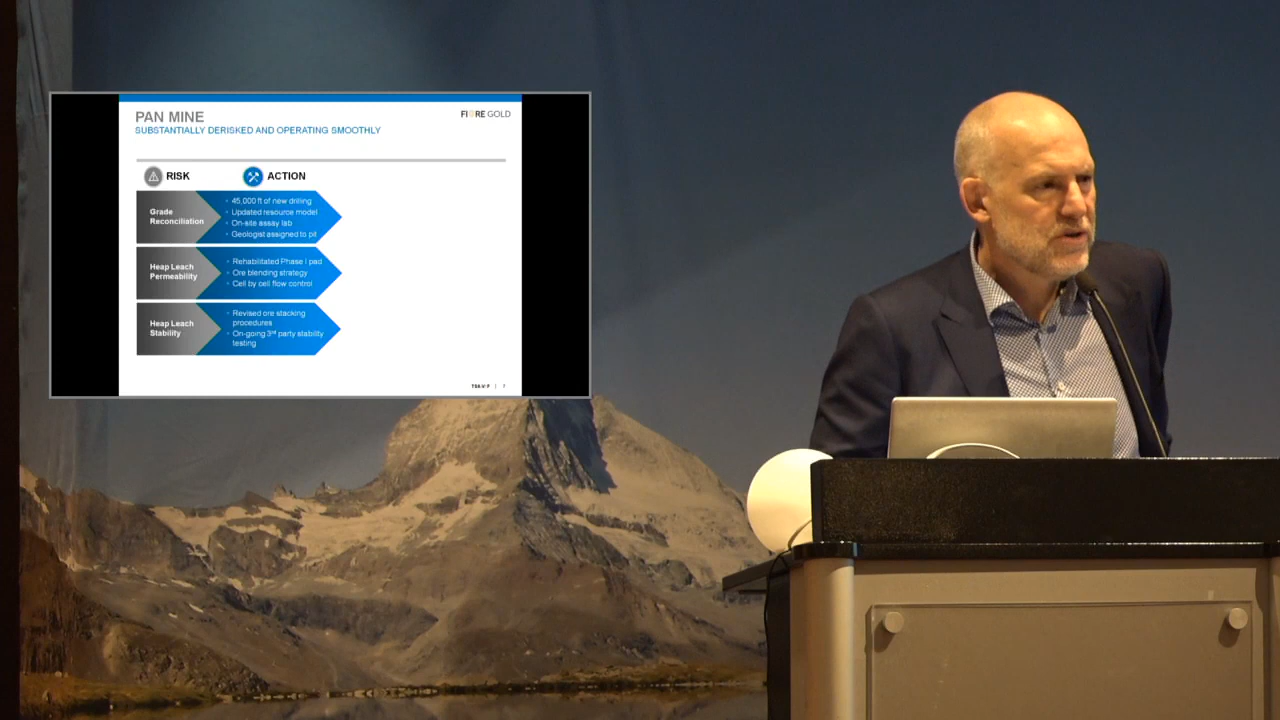 PAN MINE
SUBSTANTIALLY DERISKED AND OPERATING SMOOTHLY
FIORE GOLD
RISK
ACTION
Grade
Reconciliation
45,000 ft of new drilling
Updated resource model
On-site assay lab
Geologist assigned to pit
Heap Leach
Permeability
Rehabilitated Phase I pad
Ore blending strategy
Cell by cell flow control
Heap Leach
Stability
Revised ore stacking
procedures
On-going 3rd party stability
testing
TSX-V: F | 7